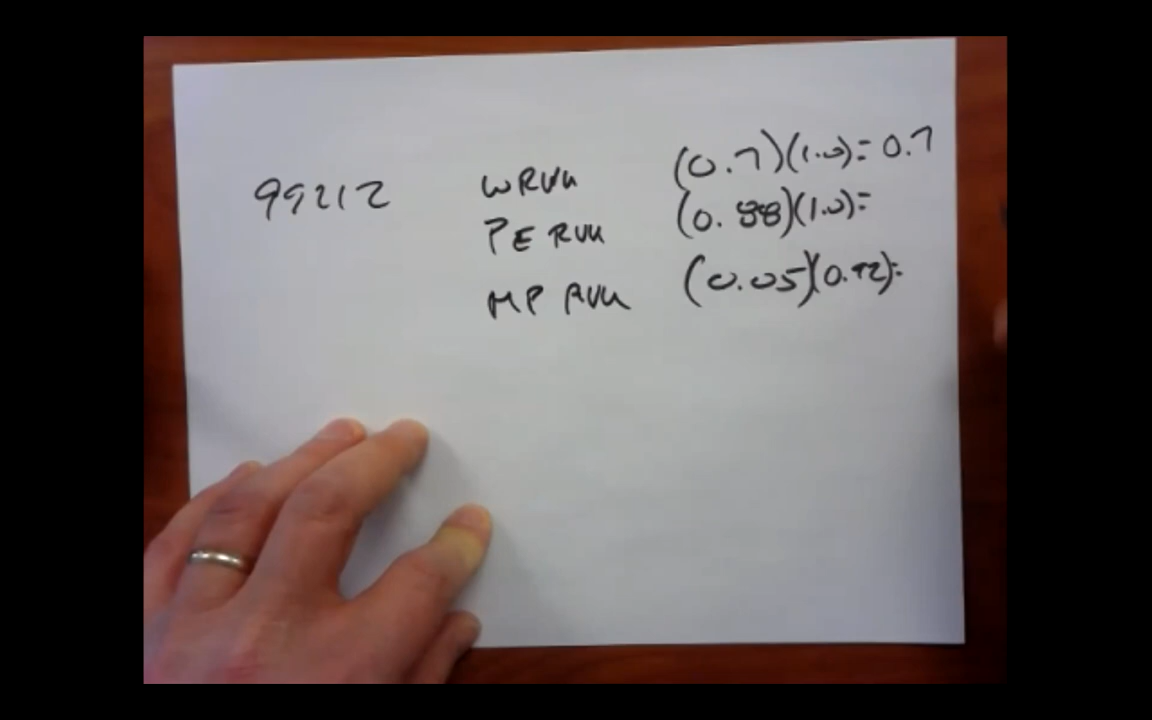 99212 WRVU (0.7)(1.0)= 0.7
PE RVU (0.88)(1.0)=
MP RVU (0.05)(0.92)=